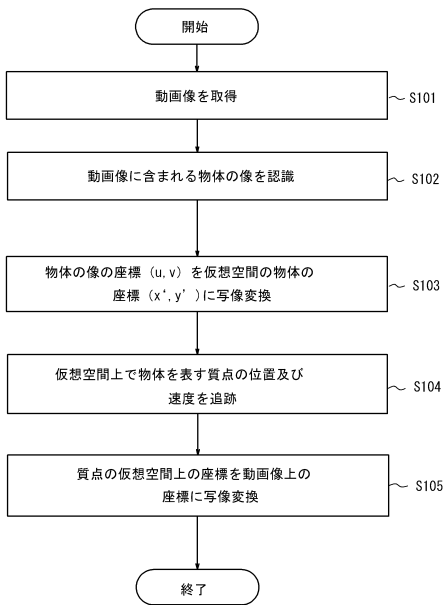 開始
動画像を取得
S101
動画像に含まれる物体の像を認識
S102
物体の像の座標(u,v)を仮想空間の物体の
座標(x',y')に写像変換
S103
仮想空間上で物体を表す質点の位置及び
速度を追跡
S104
質点の仮想空間上の座標を動画像上の
座標に写像変換
S105
終了